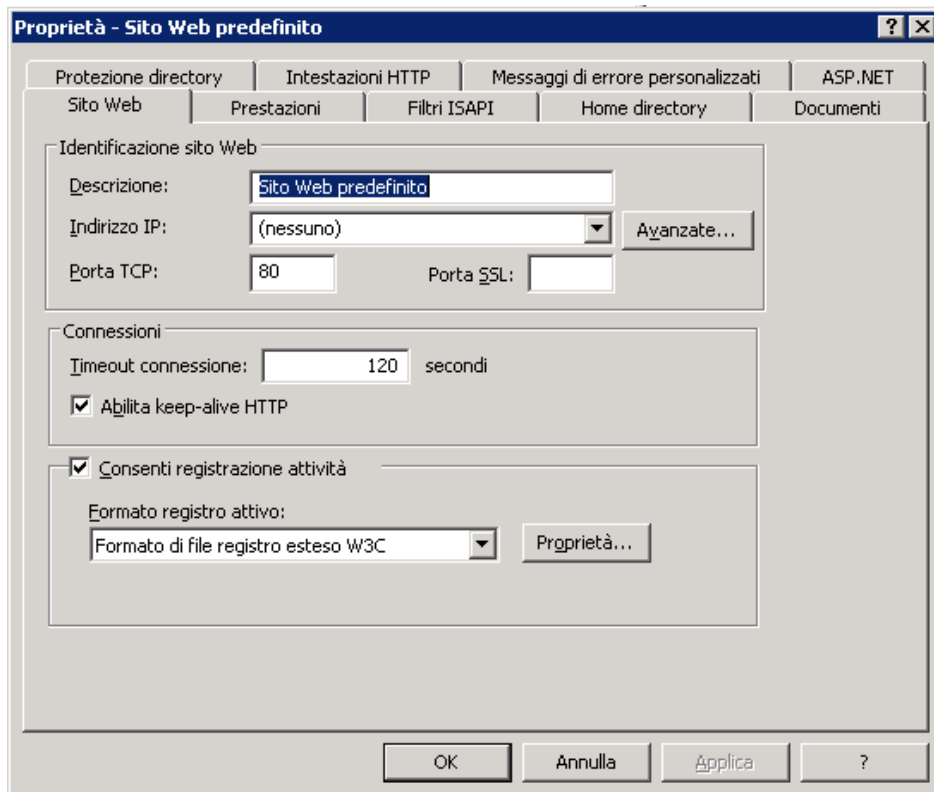 Proprietà - Sito Web predefinito
Protezione directory Intestazioni HTTP Messaggi di errore personalizzati ASP.NET
Sito Web Prestazioni Filtri ISAPI Home directory Documenti
Identificazione sito Web
Descrizione: Sito Web predefinito
Indirizzo IP: (nessuno) Avanzate...
Porta TCP: 80 Porta SSL:
Connessioni
Timeout connessione: 120 secondi
Abilita keep-alive HTTP
Consenti registrazione attività
Formato registro attivo:
Formato di file registro esteso W3C Proprietà...
OK Annulla Applica ?